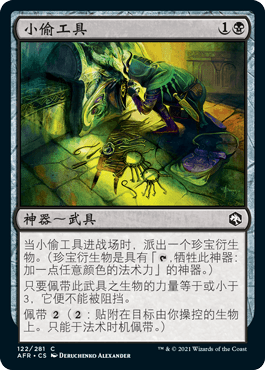 小偷工具 1
神器～武具
当小偷工具进战场时，派出一个珍宝衍生
物。（珍宝衍生物是具有「，牺牲此神器：
加一点任意颜色的法术力」的神器。）
只要佩带此武具之生物的力量等于或小于
3，它便不能被阻挡。
佩带 2（2：贴附在目标由你操控的生物
上。只能于法术时机佩带。）
122/281 C
AFR • CS DERUCHENKO ALEXANDER ™ & © 2021 Wizards of the Coast